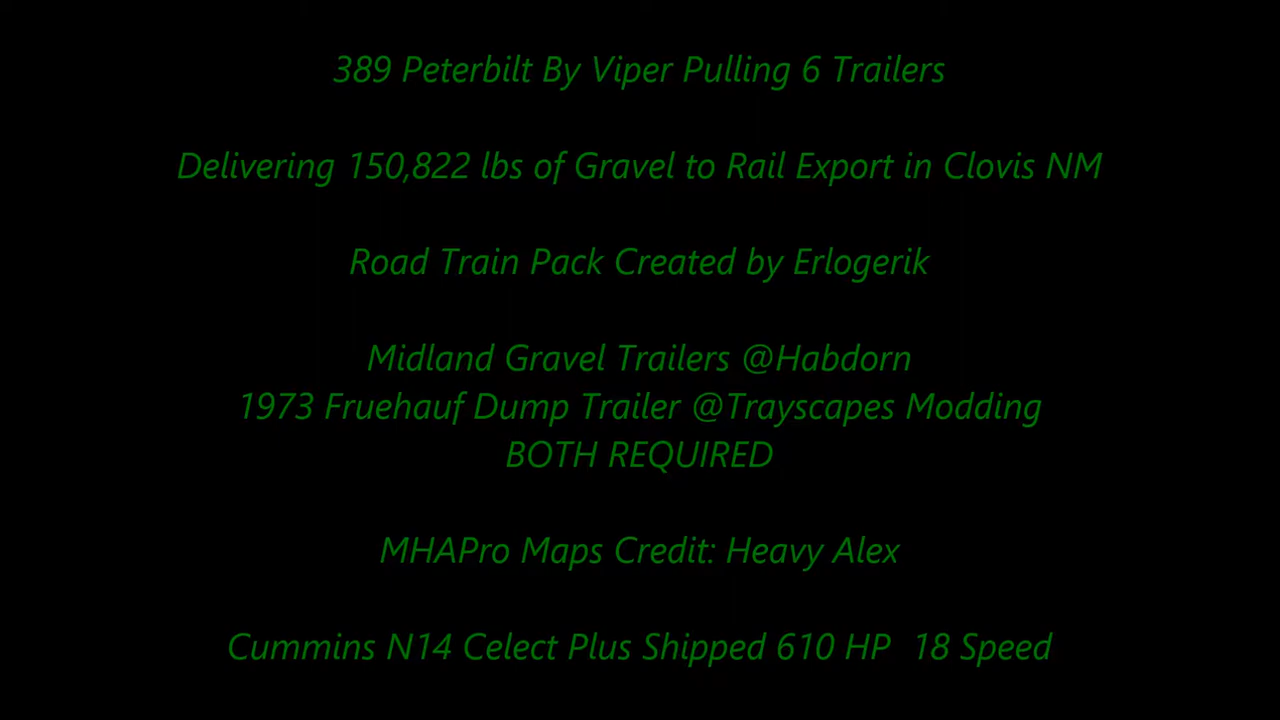 389 Peterbilt By Viper Pulling 6 Trailers
Delivering 150,822 lbs of Gravel to Rail Export in Clovis NM
Road Train Pack Created by Erlogerik
Midland Gravel Trailers @Habdorn
1973 Fruehauf Dump Trailer @Trayscapes Modding
BOTH REQUIRED
MHAPro Maps Credit: Heavy Alex
Cummins N14 Celect Plus Shipped 610 HP  18 Speed